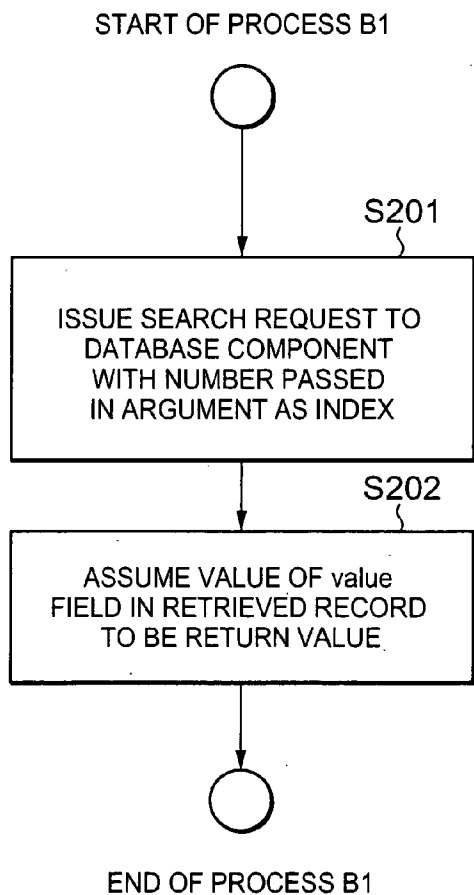 START OF PROCESS B1
S201
ISSUE SEARCH REQUEST TO
DATABASE COMPONENT
WITH NUMBER PASSED
IN ARGUMENT AS INDEX
S202
ASSUME VALUE OF value
FIELD IN RETRIEVED RECORD
TO BE RETURN VALUE
END OF PROCESS B1